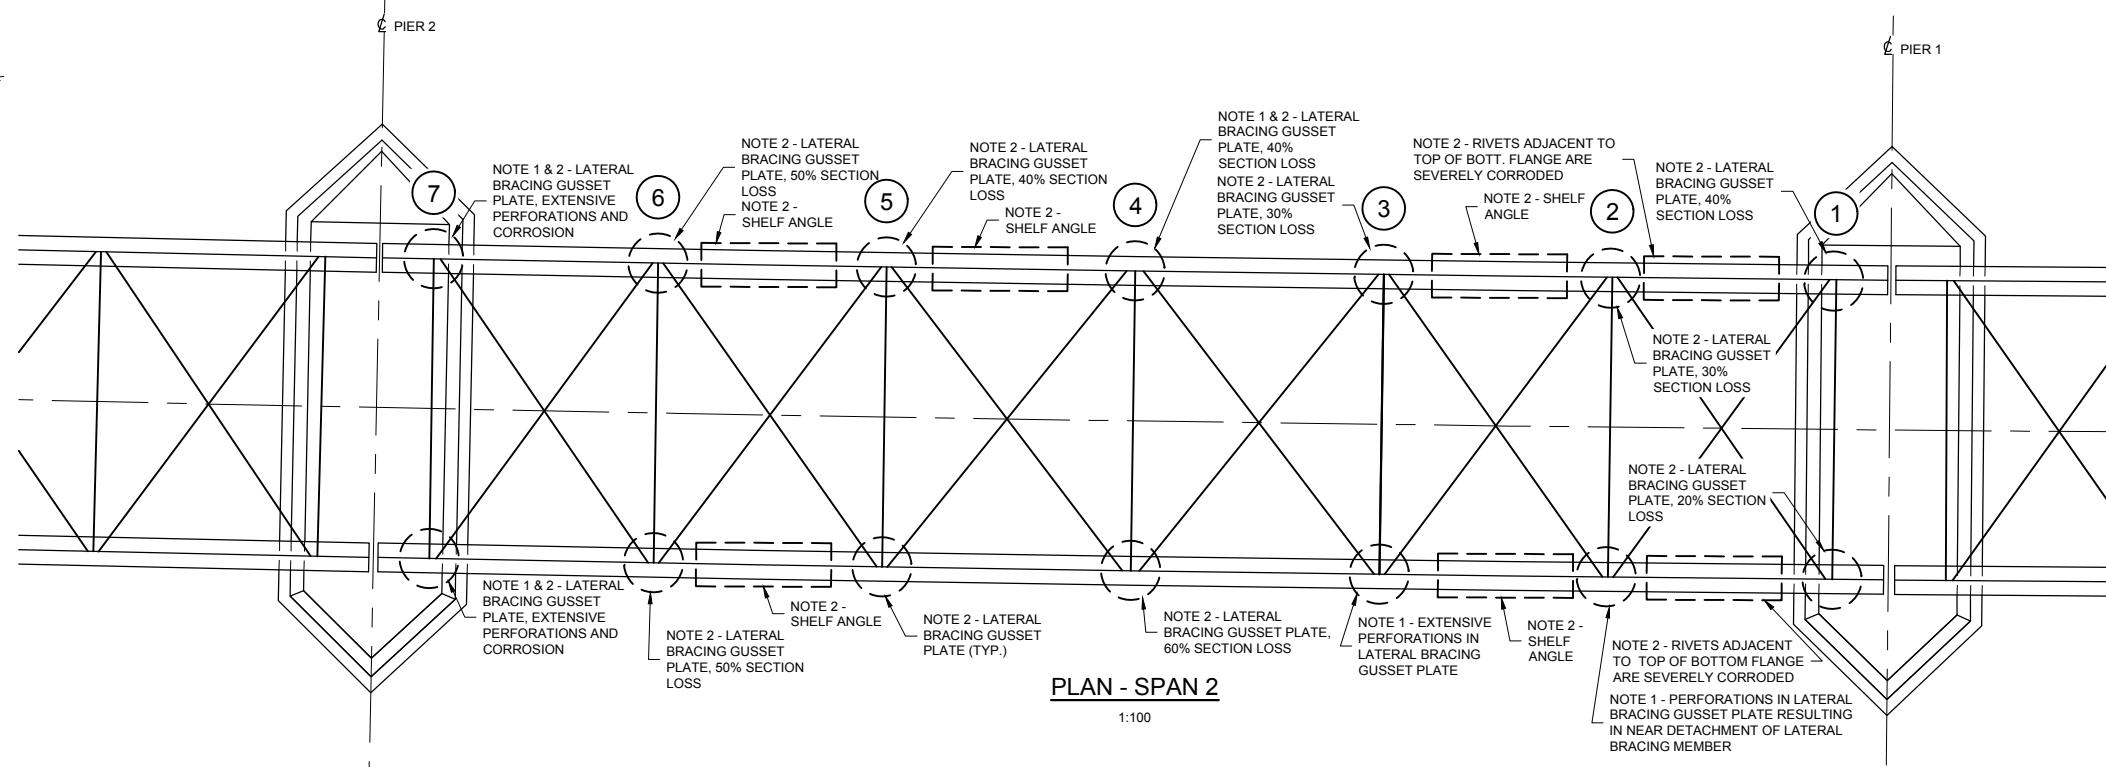 ℄ PIER 2
℄ PIER 1
NOTE 1 & 2 - LATERAL
BRACING GUSSET
PLATE, EXTENSIVE
PERFORATIONS AND
CORROSION
NOTE 2 - LATERAL
BRACING GUSSET
PLATE, 50% SECTION
LOSS
NOTE 2 -
SHELF ANGLE
NOTE 2 - LATERAL
BRACING GUSSET
PLATE, 40% SECTION
LOSS
NOTE 2 -
SHELF ANGLE
NOTE 1 & 2 - LATERAL
BRACING GUSSET
PLATE, 40%
SECTION LOSS
NOTE 2 - LATERAL
BRACING GUSSET
PLATE, 30%
SECTION LOSS
NOTE 2 - RIVETS ADJACENT TO
TOP OF BOTT. FLANGE ARE
SEVERELY CORRODED
NOTE 2 - SHELF
ANGLE
NOTE 2 - LATERAL
BRACING GUSSET
PLATE, 40%
SECTION LOSS
7
6
5
4
3
2
1
NOTE 2 - LATERAL
BRACING GUSSET
PLATE, 30%
SECTION LOSS
NOTE 2 - LATERAL
BRACING GUSSET
PLATE, 20% SECTION
LOSS
NOTE 1 & 2 - LATERAL
BRACING GUSSET
PLATE, EXTENSIVE
PERFORATIONS AND
CORROSION
NOTE 2 - LATERAL
BRACING GUSSET
PLATE, 50% SECTION
LOSS
NOTE 2 -
SHELF ANGLE
NOTE 2 - LATERAL
BRACING GUSSET
PLATE (TYP.)
NOTE 2 - LATERAL
BRACING GUSSET PLATE,
60% SECTION LOSS
NOTE 1 - EXTENSIVE
PERFORATIONS IN
LATERAL BRACING
GUSSET PLATE
NOTE 2 -
SHELF
ANGLE
NOTE 2 - RIVETS ADJACENT
TO TOP OF BOTTOM FLANGE
ARE SEVERELY CORRODED
NOTE 1 - PERFORATIONS IN LATERAL
BRACING GUSSET PLATE RESULTING
IN NEAR DETACHMENT OF LATERAL
BRACING MEMBER
PLAN - SPAN 2
1:100